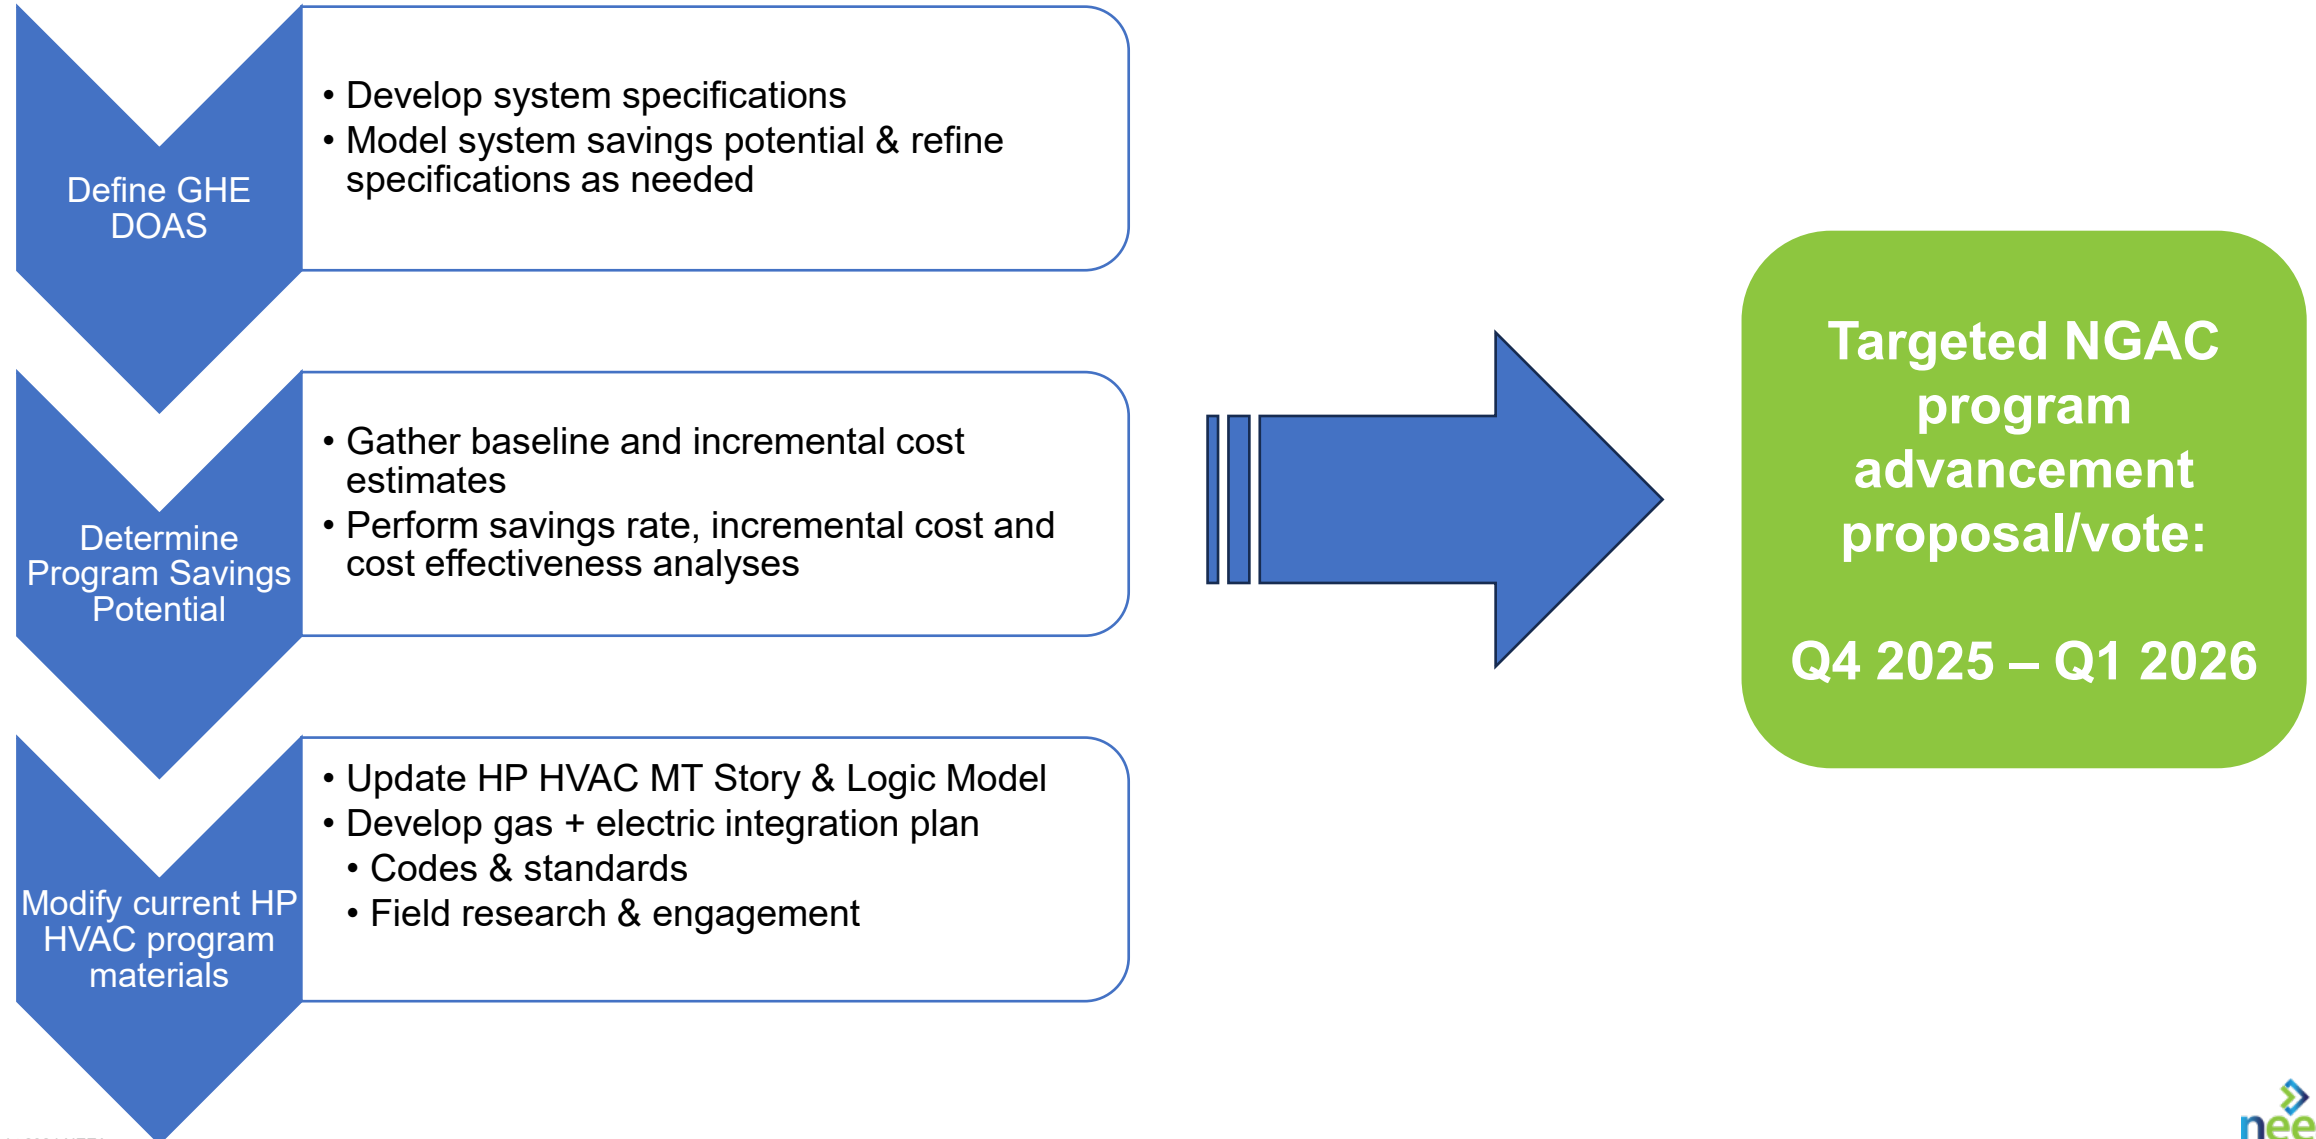 Define GHE
DOAS
• Develop system specifications
• Model system savings potential & refine
specifications as needed
Determine
Program Savings
Potential
• Gather baseline and incremental cost
estimates
• Perform savings rate, incremental cost and
cost effectiveness analyses
Modify current HP
HVAC program
materials
• Update HP HVAC MT Story & Logic Model
• Develop gas + electric integration plan
• Codes & standards
• Field research & engagement
Targeted NGAC
program
advancement
proposal/vote:
Q4 2025 – Q1 2026
nee